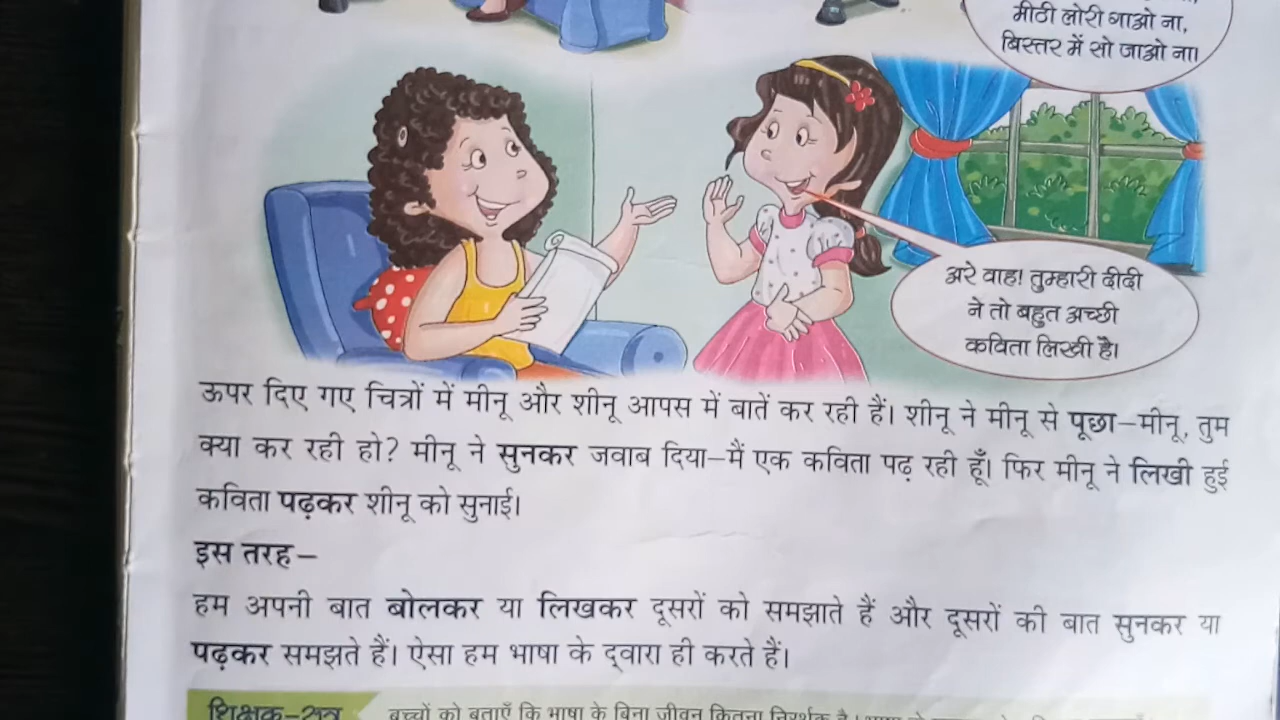 मीठी लोरी गाओ ना,
बिस्तर में सो जाओ ना।
अरे वाह! तुम्हारी दीदी
ने तो बहुत अच्छी
कविता लिखी है।
ऊपर दिए गए चित्रों में मीनू और शीनू आपस में बातें कर रही हैं। शीनू ने मीनू से पूछा–मीनू, तुम
क्या कर रही हो? मीनू ने सुनकर जवाब दिया–मैं एक कविता पढ़ रही हूँ। फिर मीनू ने लिखी हुई
कविता पढ़कर शीनू को सुनाई।
इस तरह–
हम अपनी बात बोलकर या लिखकर दूसरों को समझाते हैं और दूसरों की बात सुनकर या
पढ़कर समझते हैं। ऐसा हम भाषा के द्वारा ही करते हैं।
शिक्षक-सूत्र
बच्चों को बताएँ कि भाषा के बिना जीवन कितना निरर्थक है।